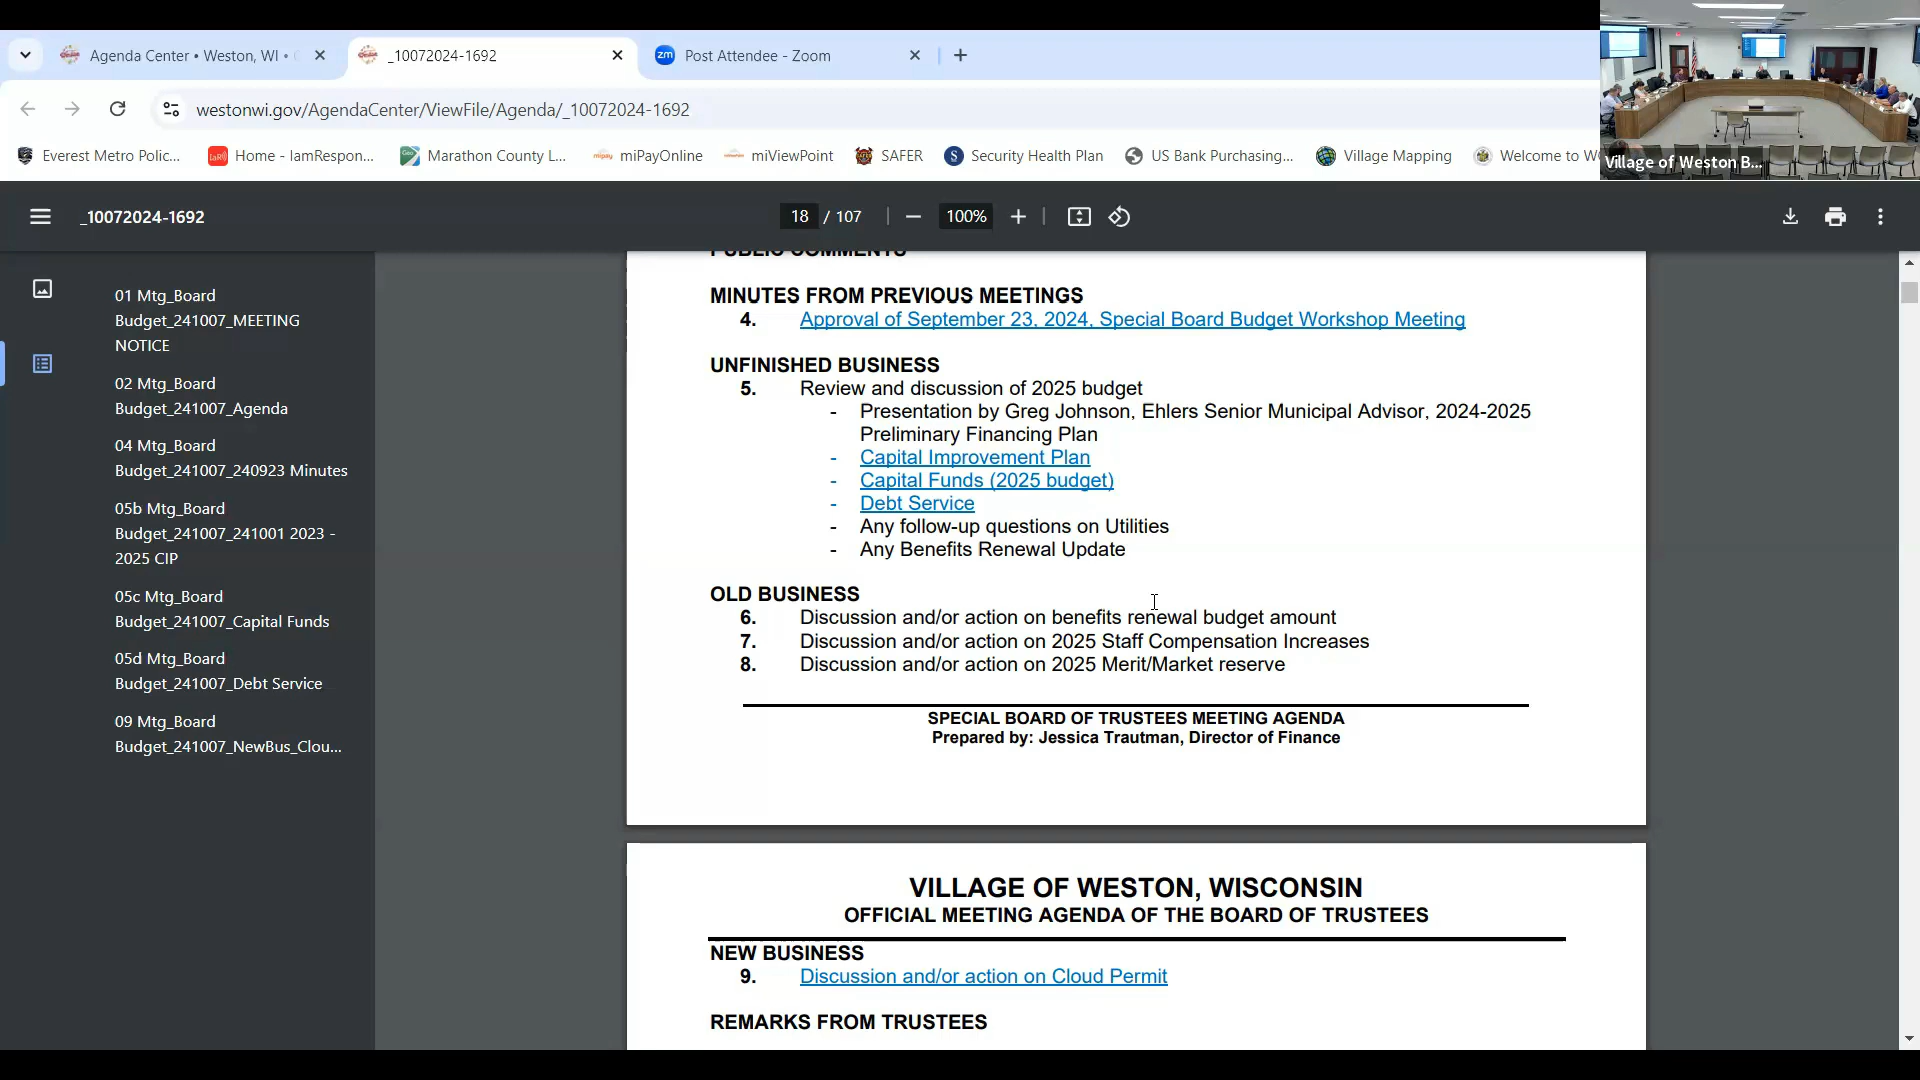 Agenda Center • Weston, WI •
_10072024-1692
zm Post Attendee - Zoom
westonwi.gov/AgendaCenter/ViewFile/Agenda/_10072024-1692
Everest Metro Polic...
Home - IamRespon...
Marathon County L...
miPayOnline
miViewPoint
SAFER
Security Health Plan
US Bank Purchasing...
Village Mapping
Welcome to
Village of Weston B...
_10072024-1692
18 / 107
100%
01 Mtg_Board
Budget_241007_MEETING
NOTICE
02 Mtg_Board
Budget_241007_Agenda
04 Mtg_Board
Budget_241007_240923 Minutes
05b Mtg_Board
Budget_241007_241001 2023 -
2025 CIP
05c Mtg_Board
Budget_241007_Capital Funds
05d Mtg_Board
Budget_241007_Debt Service
09 Mtg_Board
Budget_241007_NewBus_Clou...
PUBLIC COMMENTS
MINUTES FROM PREVIOUS MEETINGS
4. Approval of September 23, 2024, Special Board Budget Workshop Meeting
UNFINISHED BUSINESS
5. Review and discussion of 2025 budget
- Presentation by Greg Johnson, Ehlers Senior Municipal Advisor, 2024-2025
Preliminary Financing Plan
- Capital Improvement Plan
- Capital Funds (2025 budget)
- Debt Service
- Any follow-up questions on Utilities
- Any Benefits Renewal Update
OLD BUSINESS
6. Discussion and/or action on benefits renewal budget amount
7. Discussion and/or action on 2025 Staff Compensation Increases
8. Discussion and/or action on 2025 Merit/Market reserve
SPECIAL BOARD OF TRUSTEES MEETING AGENDA
Prepared by: Jessica Trautman, Director of Finance
VILLAGE OF WESTON, WISCONSIN
OFFICIAL MEETING AGENDA OF THE BOARD OF TRUSTEES
NEW BUSINESS
9. Discussion and/or action on Cloud Permit
REMARKS FROM TRUSTEES